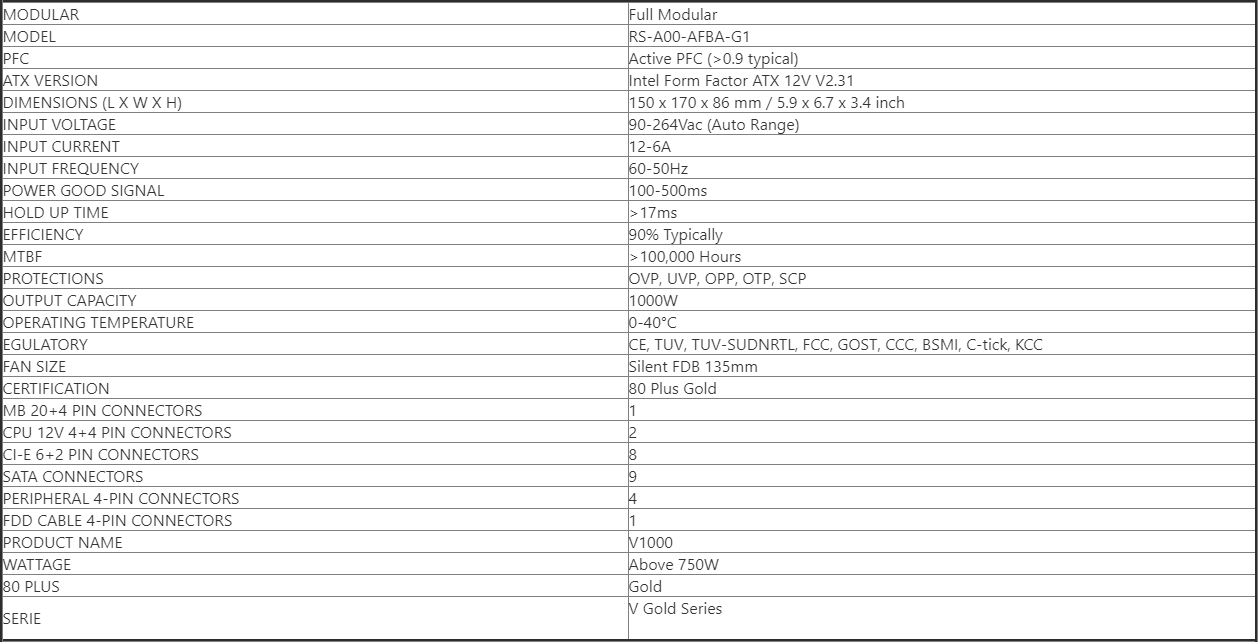 MODULAR Full Modular
MODEL RS-A00-AFBA-G1
PFC Active PFC (>0.9 typical)
ATX VERSION Intel Form Factor ATX 12V V2.31
DIMENSIONS (L X W X H) 150 x 170 x 86 mm / 5.9 x 6.7 x 3.4 inch
INPUT VOLTAGE 90-264Vac (Auto Range)
INPUT CURRENT 12-6A
INPUT FREQUENCY 60-50Hz
POWER GOOD SIGNAL 100-500ms
HOLD UP TIME >17ms
EFFICIENCY 90% Typically
MTBF >100,000 Hours
PROTECTIONS OVP, UVP, OPP, OTP, SCP
OUTPUT CAPACITY 1000W
OPERATING TEMPERATURE 0-40°C
EGULATORY CE, TUV, TUV-SUDNRTL, FCC, GOST, CCC, BSMI, C-tick, KCC
FAN SIZE Silent FDB 135mm
CERTIFICATION 80 Plus Gold
MB 20+4 PIN CONNECTORS 1
CPU 12V 4+4 PIN CONNECTORS 2
CI-E 6+2 PIN CONNECTORS 8
SATA CONNECTORS 9
PERIPHERAL 4-PIN CONNECTORS 4
FDD CABLE 4-PIN CONNECTORS 1
PRODUCT NAME V1000
WATTAGE Above 750W
80 PLUS Gold
SERIE V Gold Series